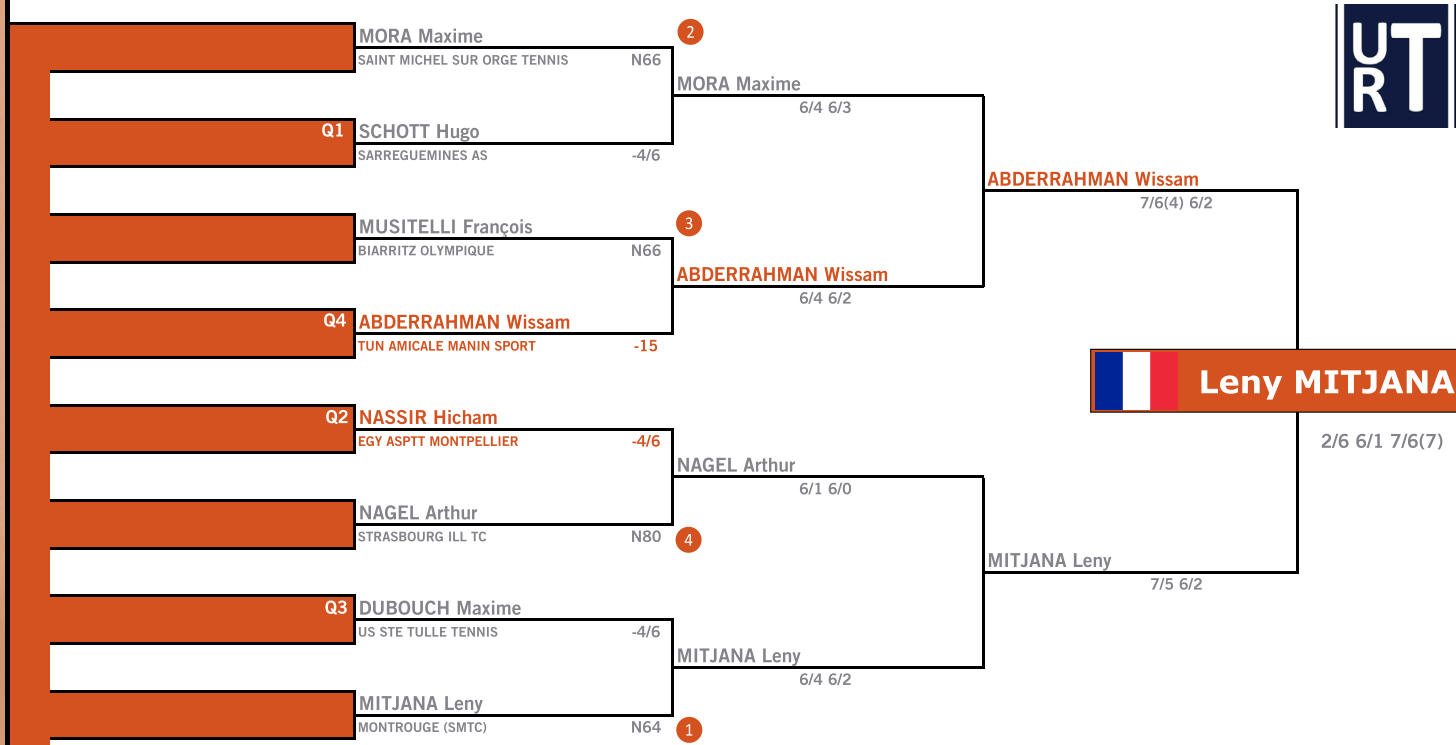 MORA Maxime
SAINT MICHEL SUR ORGE TENNIS N66
2
MORA Maxime
6/4 6/3
Q1 SCHOTT Hugo
SARREGUEMINES AS -4/6
ABDERRAHMAN Wissam
7/6(4) 6/2
MUSITELLI François
BIARRITZ OLYMPIQUE N66
3
ABDERRAHMAN Wissam
6/4 6/2
Q4 ABDERRAHMAN Wissam
TUN AMICALE MANIN SPORT -15
Leny MITJANA
2/6 6/1 7/6(7)
Q2 NASSIR Hicham
EGY ASPTT MONTPELLIER -4/6
NAGEL Arthur
6/1 6/0
NAGEL Arthur
STRASBOURG ILL TC N80
4
MITJANA Leny
7/5 6/2
Q3 DUBOUCH Maxime
US STE TULLE TENNIS -4/6
MITJANA Leny
6/4 6/2
MITJANA Leny
MONTROUGE (SMTC) N64
1
UTR